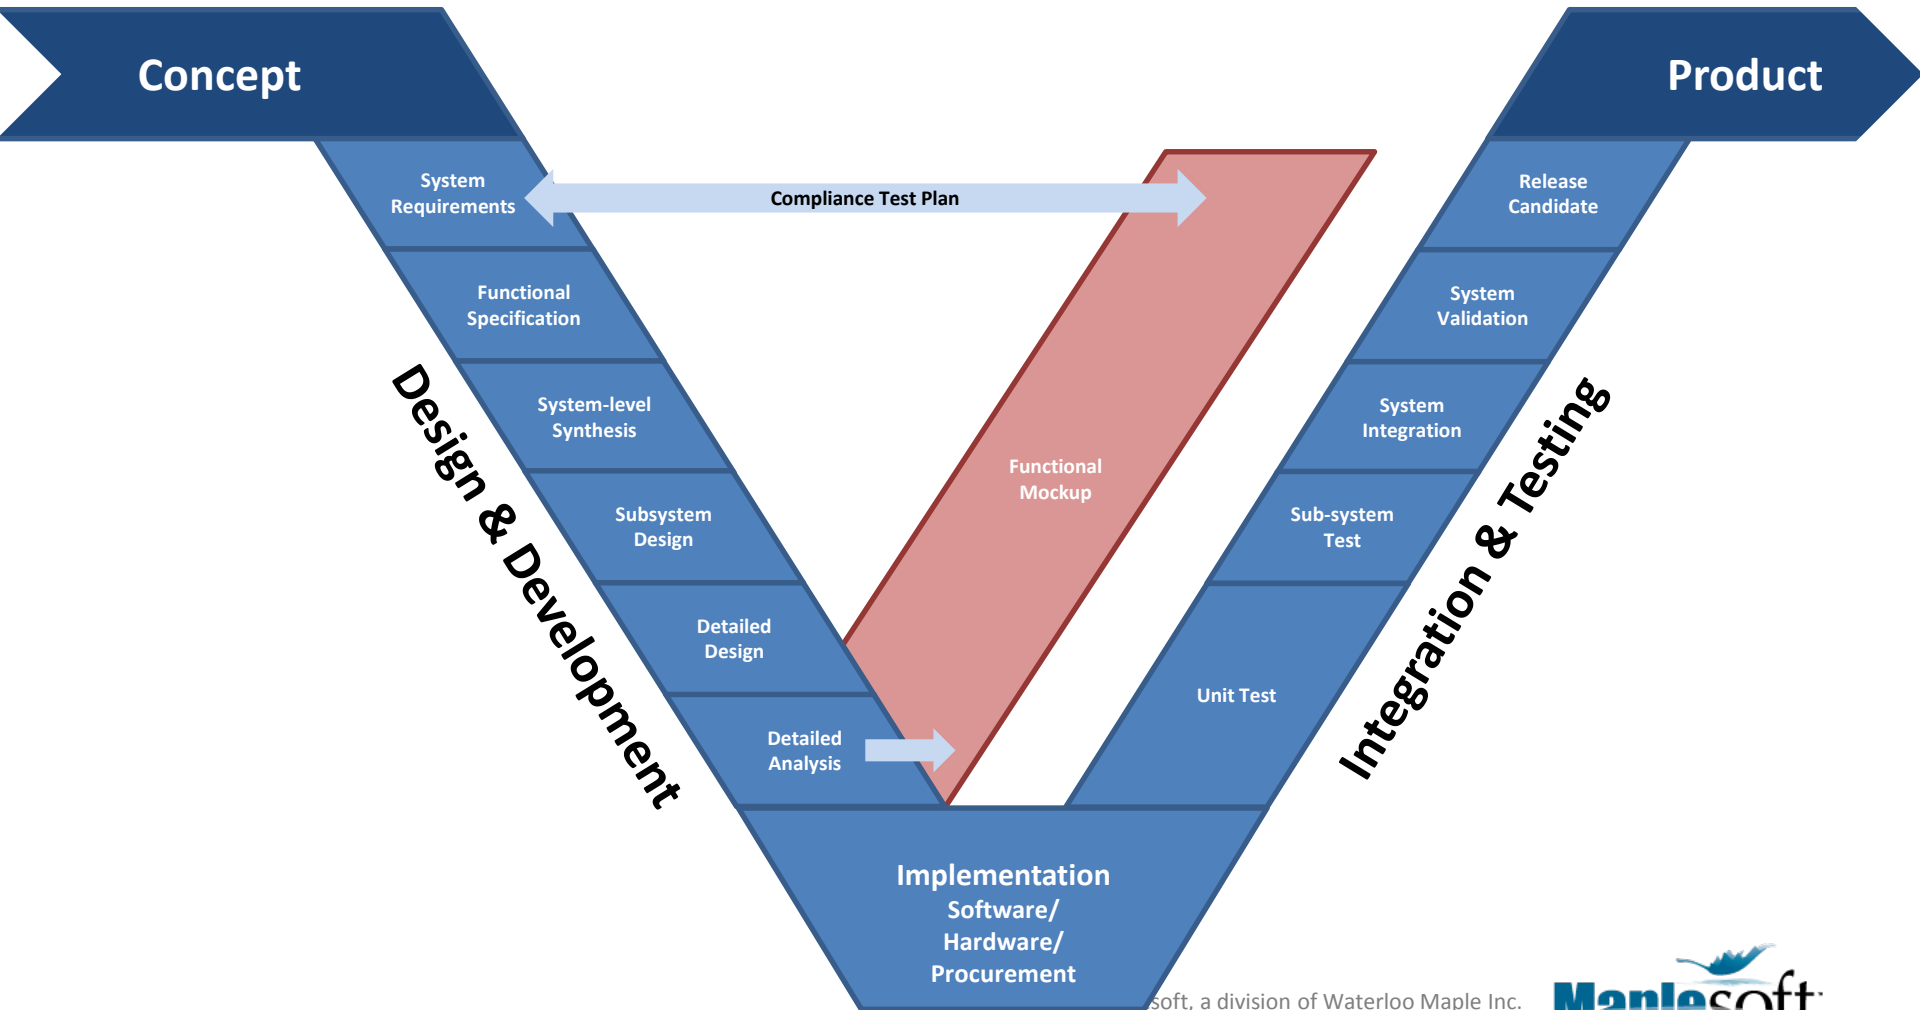 Concept
Product
System
Requirements
Compliance Test Plan
Release
Candidate
Functional
Specification
System
Validation
System-level
Synthesis
System
Integration
Functional
Mockup
Subsystem
Design
Sub-system
Test
Detailed
Design
Unit Test
Detailed
Analysis
Design & Development
Integration & Testing
Implementation
Software/
Hardware/
Procurement
soft, a division of Waterloo Maple Inc.
Maplesoft